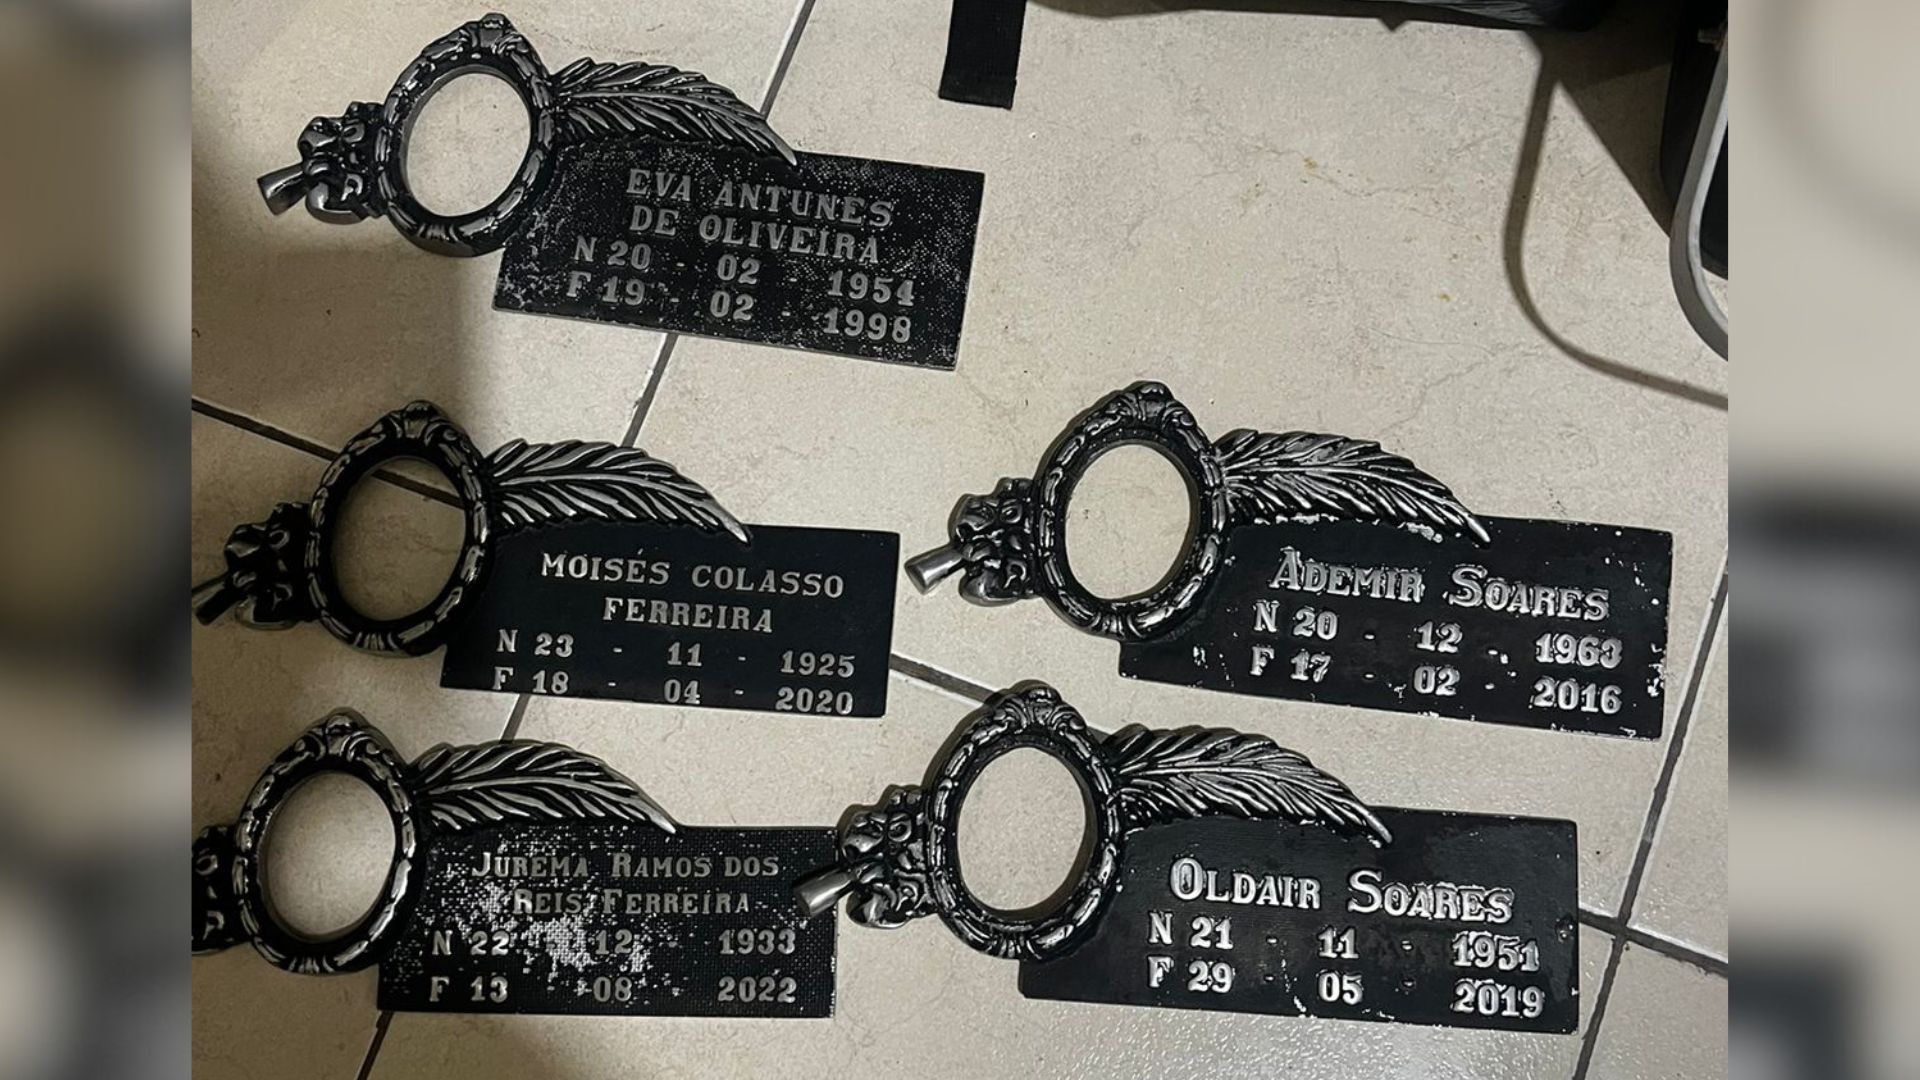 EVA ANTUNES
DE OLIVEIRA
N 20 - 02 - 1954
F 19 - 02 - 1998
MOISÉS COLASSO
FERREIRA
N 23 - 11 - 1925
F 18 - 04 - 2020
ADEMIR SOARES
N 20 - 12 - 1963
F 17 - 02 - 2016
JUREMA RAMOS DOS
REIS FERREIRA
N 22 - 12 - 1933
F 13 - 08 - 2022
OLDAIR SOARES
N 21 - 11 - 1951
F 29 - 05 - 2019